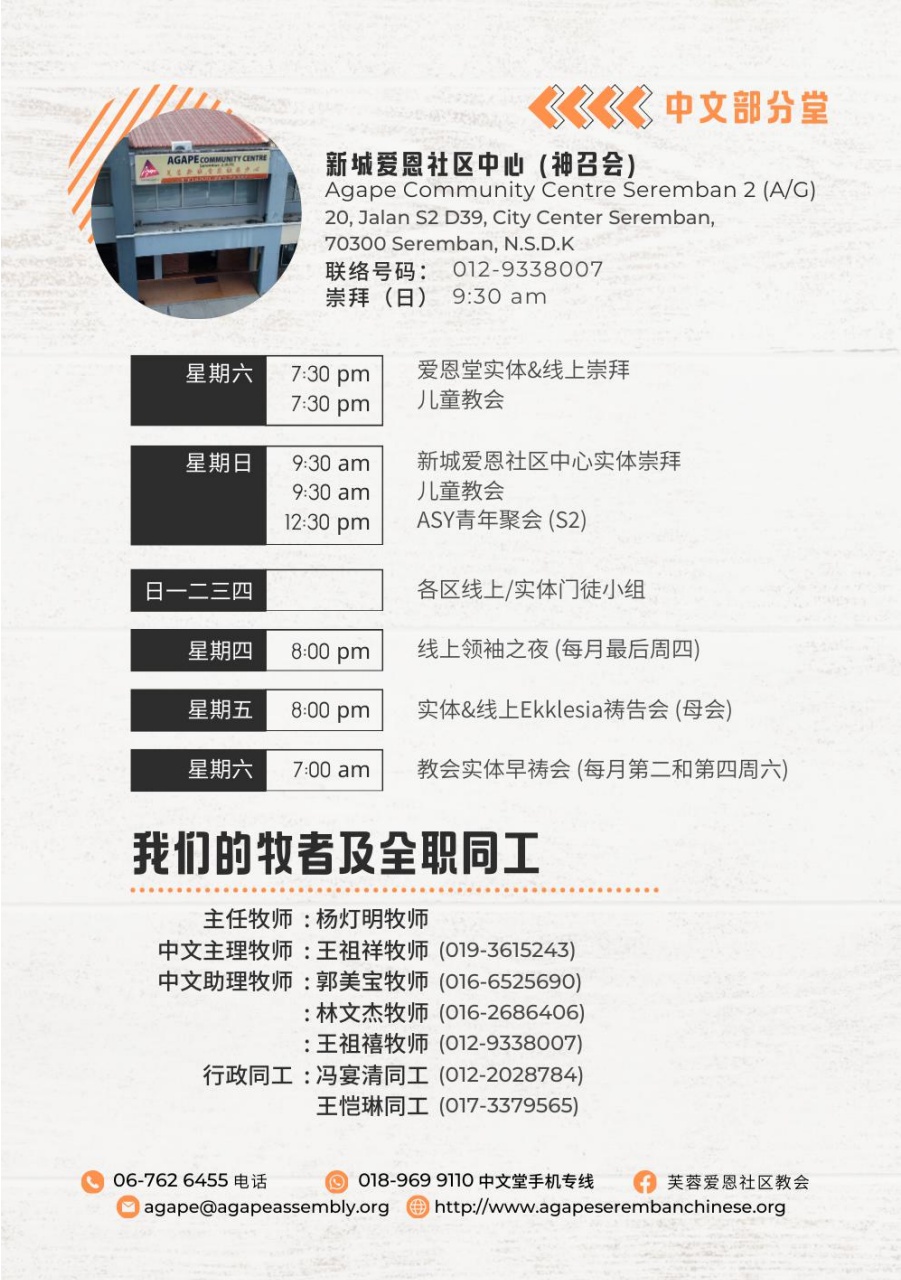 中文部分堂
AGAPE COMMUNITY CENTRE
新城爱恩社区中心 (神召会)
Agape Community Centre Seremban 2 (A/G)
20, Jalan S2 D39, City Center Seremban,
70300 Seremban, N.S.D.K
联络号码： 012-9338007
崇拜（日） 9:30 am
星期六 7:30 pm 爱恩堂实体&线上崇拜
7:30 pm 儿童教会
星期日 9:30 am 新城爱恩社区中心实体崇拜
9:30 am 儿童教会
12:30 pm ASY青年聚会 (S2)
日一二三四 各区线上/实体门徒小组
星期四 8:00 pm 线上领袖之夜 (每月最后周四)
星期五 8:00 pm 实体&线上Ekklesia祷告会 (母会)
星期六 7:00 am 教会实体早祷会 (每月第二和第四周六)
我们的牧者及全职同工
主任牧师 : 杨灯明牧师
中文主理牧师 : 王祖祥牧师 (019-3615243)
中文助理牧师 : 郭美宝牧师 (016-6525690)
: 林文杰牧师 (016-2686406)
: 王祖禧牧师 (012-9338007)
行政同工 : 冯宴清同工 (012-2028784)
王恺琳同工 (017-3379565)
06-762 6455 电话 018-969 9110 中文堂手机专线 芙蓉爱恩社区教会
agape@agapeassembly.org http://www.agapeserembanchinese.org